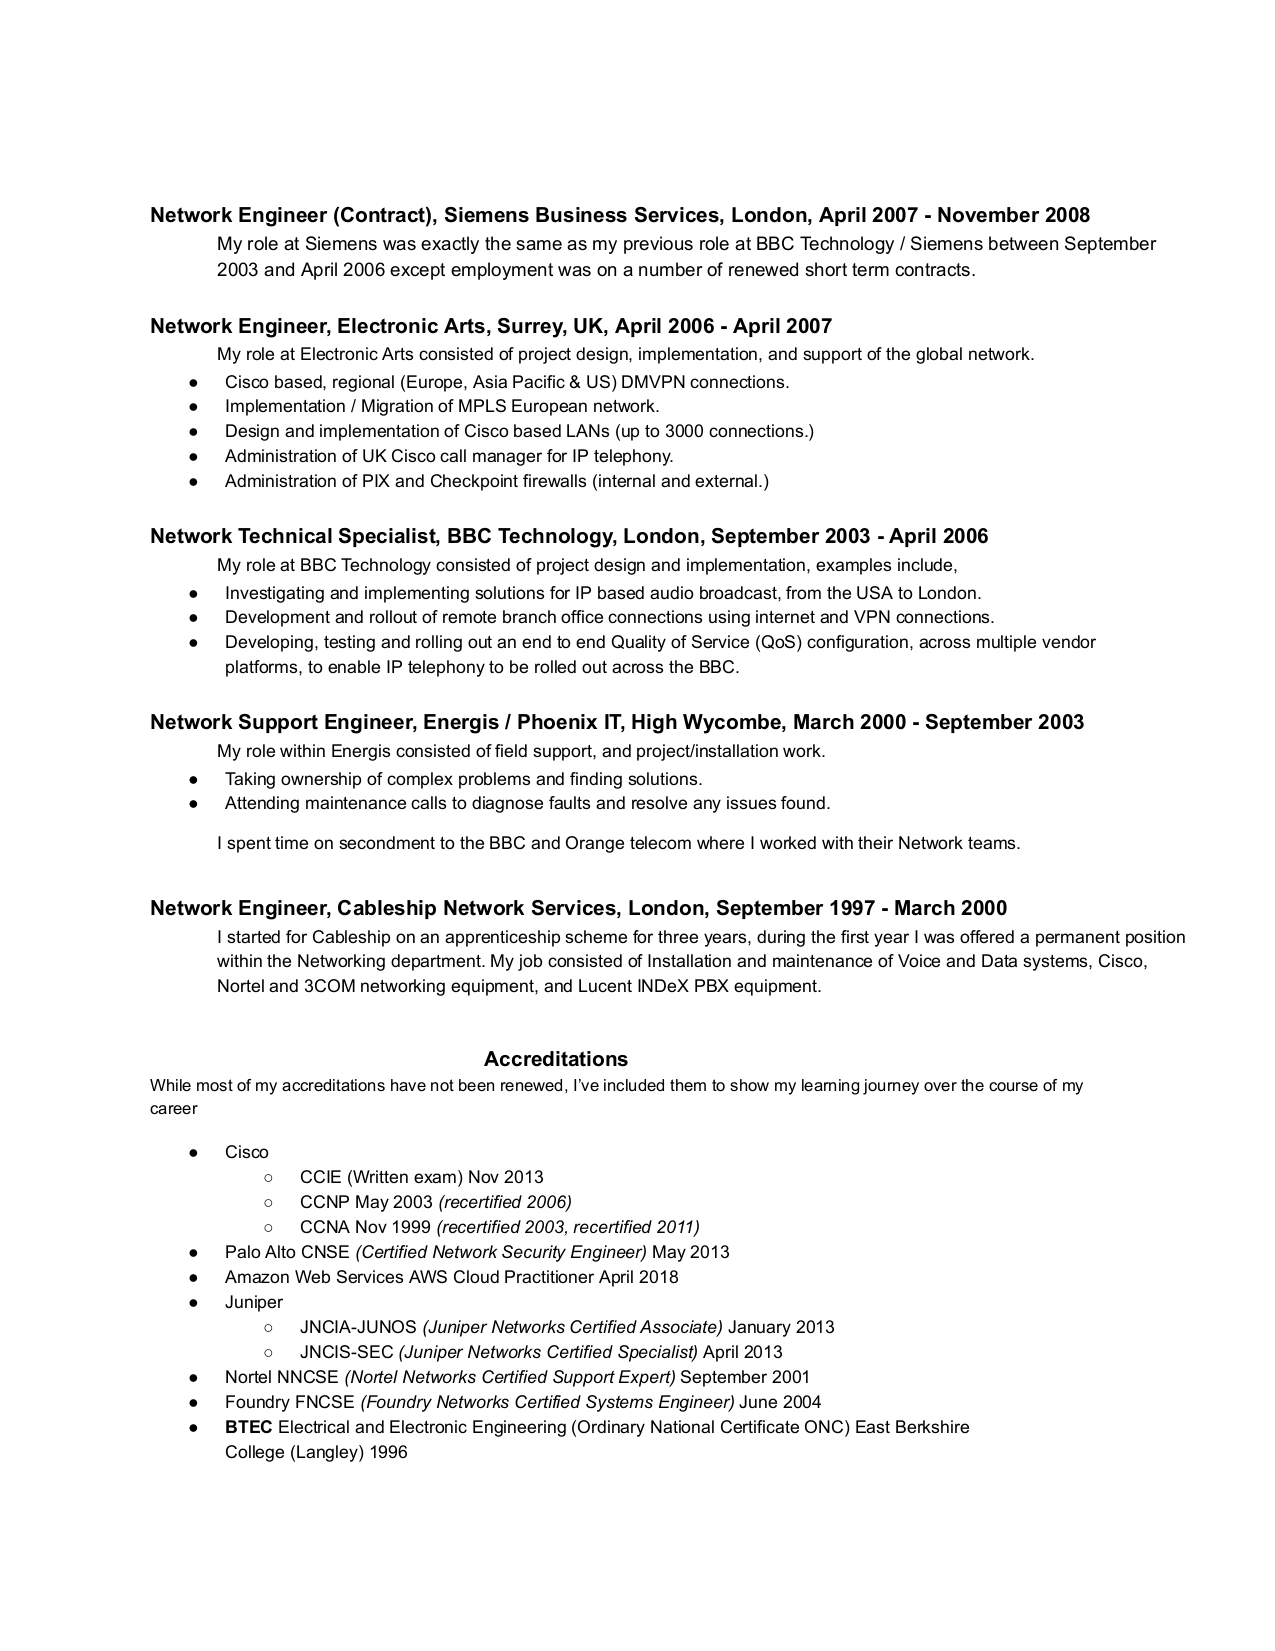 Network Engineer (Contract), Siemens Business Services, London, April 2007 - November 2008
My role at Siemens was exactly the same as my previous role at BBC Technology / Siemens between September
2003 and April 2006 except employment was on a number of renewed short term contracts.
Network Engineer, Electronic Arts, Surrey, UK, April 2006 - April 2007
My role at Electronic Arts consisted of project design, implementation, and support of the global network.
● Cisco based, regional (Europe, Asia Pacific & US) DMVPN connections.
● Implementation / Migration of MPLS European network.
● Design and implementation of Cisco based LANs (up to 3000 connections.)
● Administration of UK Cisco call manager for IP telephony.
● Administration of PIX and Checkpoint firewalls (internal and external.)
Network Technical Specialist, BBC Technology, London, September 2003 - April 2006
My role at BBC Technology consisted of project design and implementation, examples include,
● Investigating and implementing solutions for IP based audio broadcast, from the USA to London.
● Development and rollout of remote branch office connections using internet and VPN connections.
● Developing, testing and rolling out an end to end Quality of Service (QoS) configuration, across multiple vendor
platforms, to enable IP telephony to be rolled out across the BBC.
Network Support Engineer, Energis / Phoenix IT, High Wycombe, March 2000 - September 2003
My role within Energis consisted of field support, and project/installation work.
● Taking ownership of complex problems and finding solutions.
● Attending maintenance calls to diagnose faults and resolve any issues found.
I spent time on secondment to the BBC and Orange telecom where I worked with their Network teams.
Network Engineer, Cableship Network Services, London, September 1997 - March 2000
I started for Cableship on an apprenticeship scheme for three years, during the first year I was offered a permanent position
within the Networking department. My job consisted of Installation and maintenance of Voice and Data systems, Cisco,
Nortel and 3COM networking equipment, and Lucent INDeX PBX equipment.
Accreditations
While most of my accreditations have not been renewed, I’ve included them to show my learning journey over the course of my
career
● Cisco
○ CCIE (Written exam) Nov 2013
○ CCNP May 2003 (recertified 2006)
○ CCNA Nov 1999 (recertified 2003, recertified 2011)
● Palo Alto CNSE (Certified Network Security Engineer) May 2013
● Amazon Web Services AWS Cloud Practitioner April 2018
● Juniper
○ JNCIA-JUNOS (Juniper Networks Certified Associate) January 2013
○ JNCIS-SEC (Juniper Networks Certified Specialist) April 2013
● Nortel NNCSE (Nortel Networks Certified Support Expert) September 2001
● Foundry FNCSE (Foundry Networks Certified Systems Engineer) June 2004
● BTEC Electrical and Electronic Engineering (Ordinary National Certificate ONC) East Berkshire
College (Langley) 1996